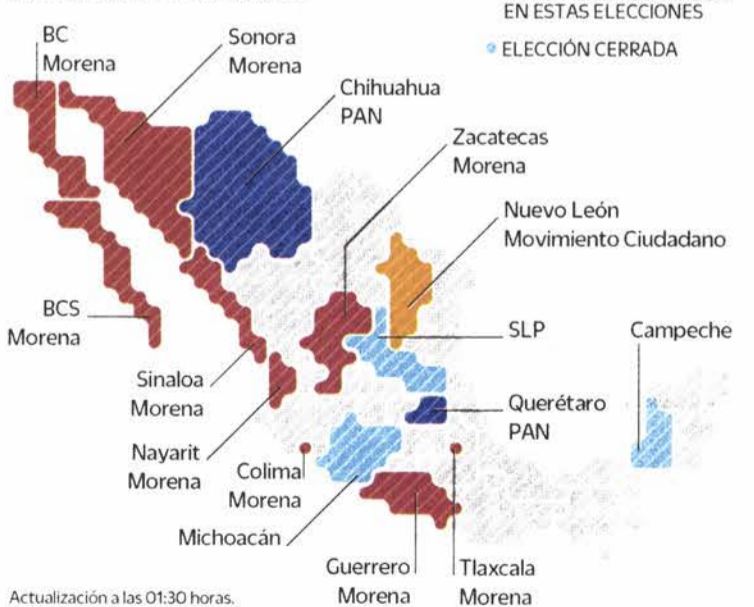 EN ESTAS ELECCIONES
ELECCIÓN CERRADA
BC
Morena
Sonora
Morena
Chihuahua
PAN
Zacatecas
Morena
Nuevo León
Movimiento Ciudadano
BCS
Morena
SLP
Campeche
Sinaloa
Morena
Querétaro
PAN
Nayarit
Morena
Colima
Morena
Michoacán
Guerrero
Morena
Tlaxcala
Morena
Actualización a las 01:30 horas.